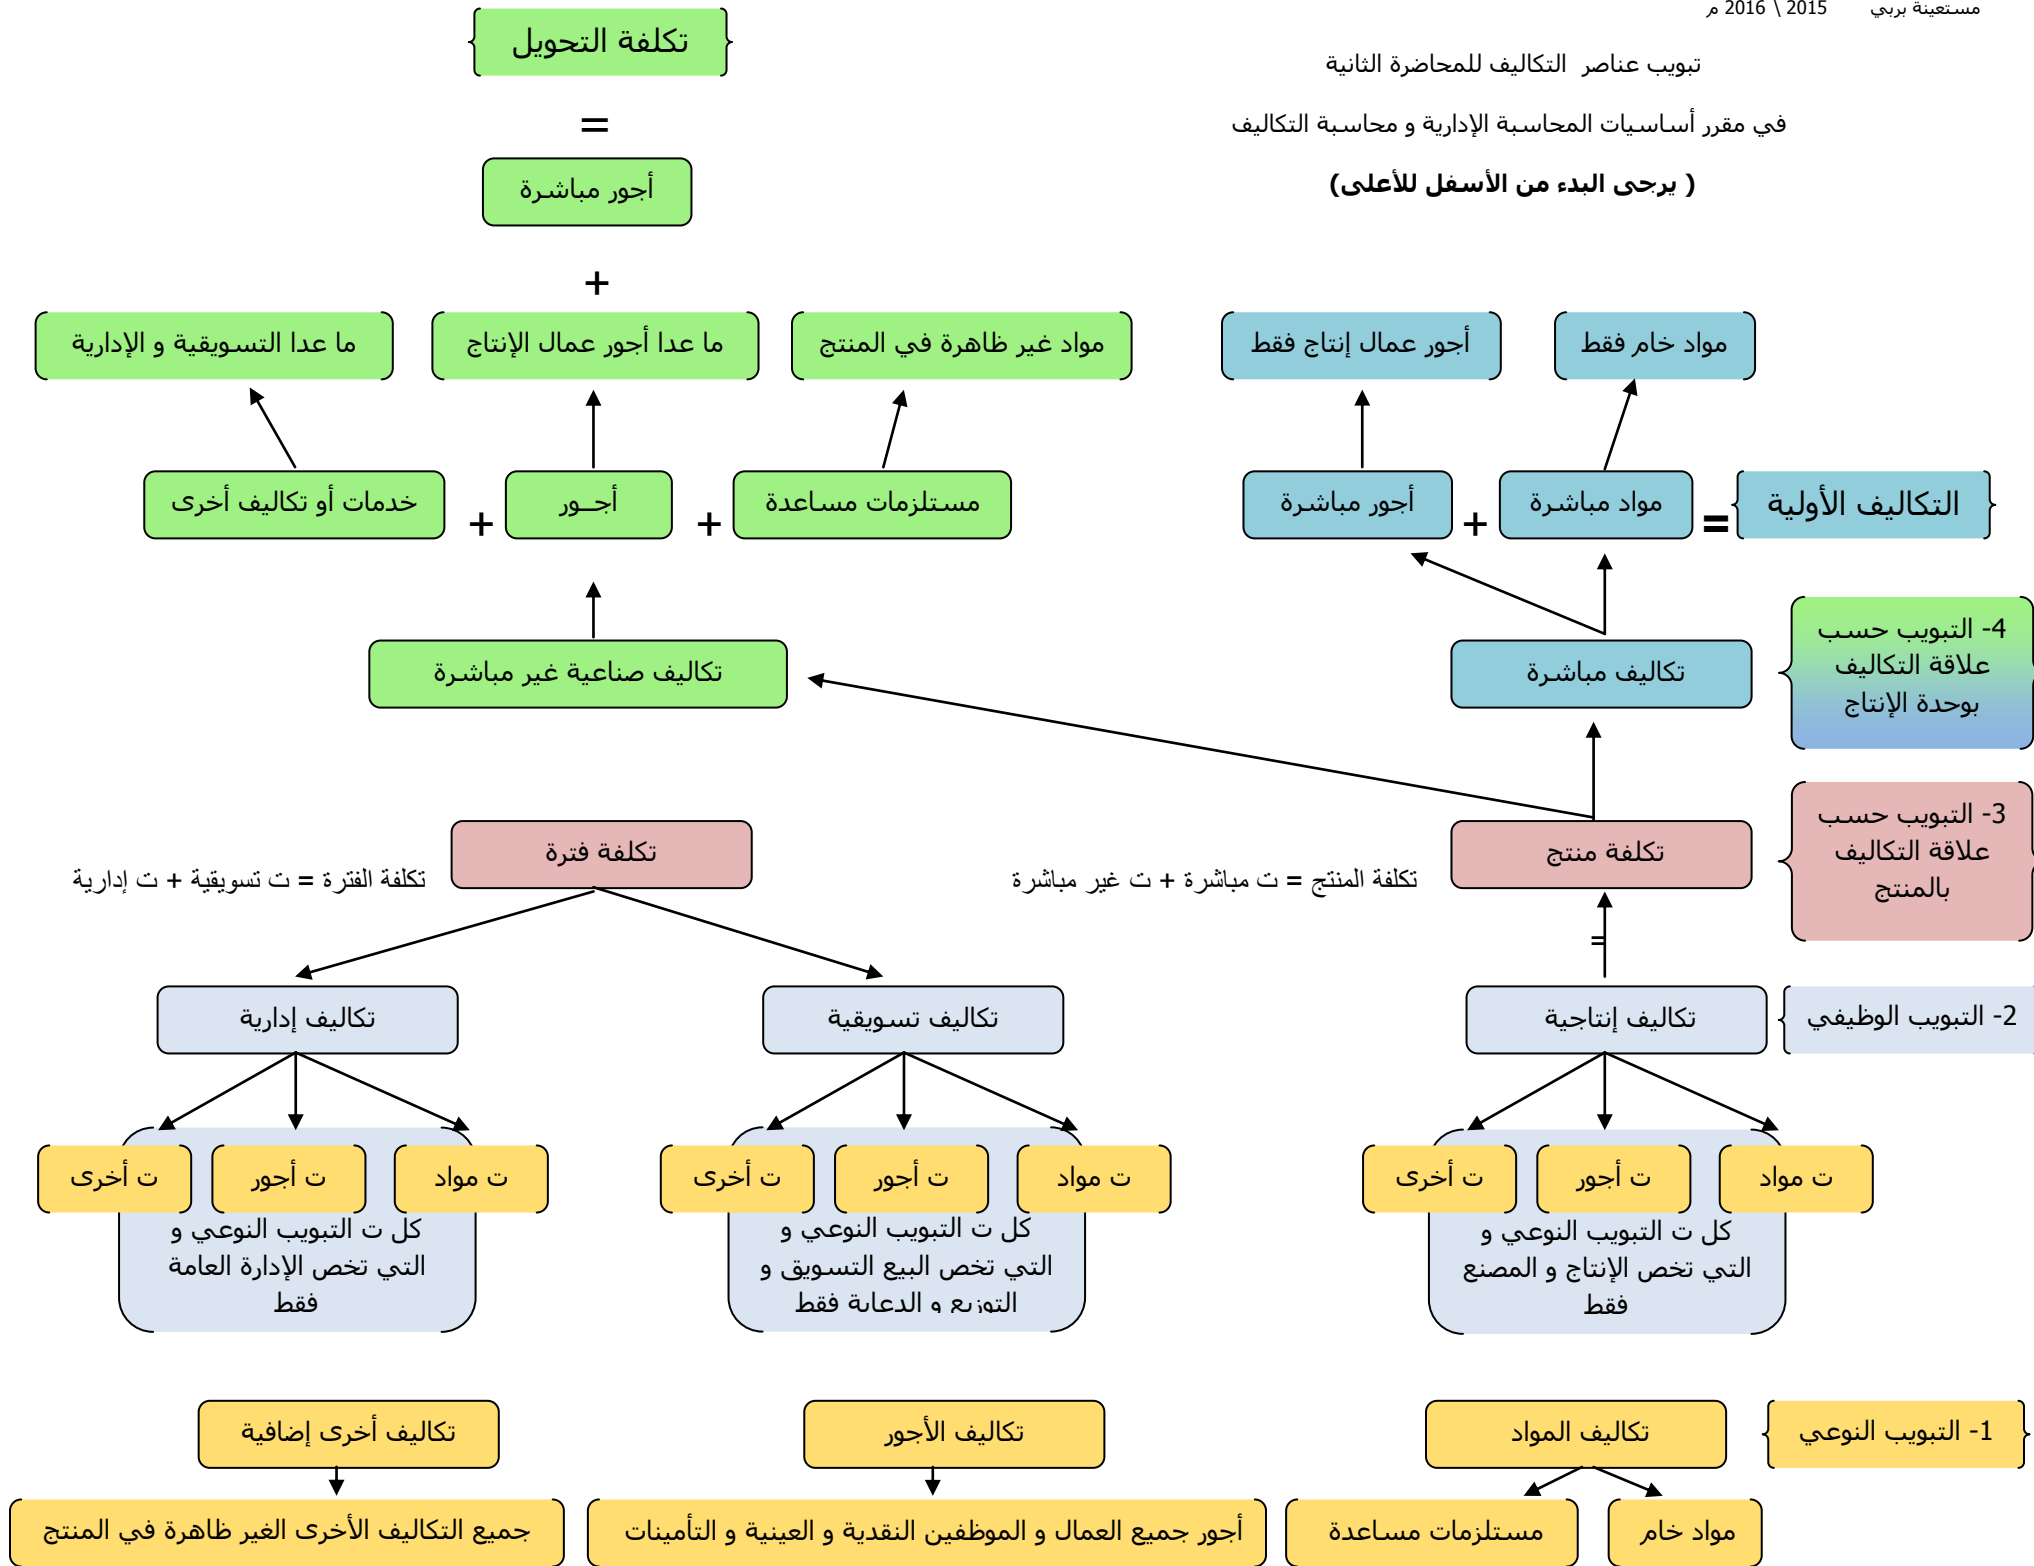 مستعينة بربي 2015 \ 2016 م
تبويب عناصر التكاليف للمحاضرة الثانية
في مقرر أساسيات المحاسبة الإدارية و محاسبة التكاليف
( يرجى البدء من الأسفل للأعلى)
تكلفة التحويل
=
أجور مباشرة
+
مواد خام فقط
أجور عمال إنتاج فقط
مواد غير ظاهرة في المنتج
ما عدا أجور عمال الإنتاج
ما عدا التسويقية و الإدارية
التكاليف الأولية = مواد مباشرة + أجور مباشرة
مستلزمات مساعدة + أجــور + خدمات أو تكاليف أخرى
4- التبويب حسب
علاقة التكاليف
بوحدة الإنتاج
تكاليف مباشرة
تكاليف صناعية غير مباشرة
3- التبويب حسب
علاقة التكاليف
بالمنتج
تكلفة منتج
تكلفة المنتج = ت مباشرة + ت غير مباشرة
تكلفة فترة
تكلفة الفترة = ت تسويقية + ت إدارية
=
2- التبويب الوظيفي
تكاليف إنتاجية
تكاليف تسويقية
تكاليف إدارية
ت مواد
ت أجور
ت أخرى
كل ت التبويب النوعي و
التي تخص الإنتاج و المصنع
فقط
ت مواد
ت أجور
ت أخرى
كل ت التبويب النوعي و
التي تخص البيع التسويق و
التوزيع و الدعاية فقط
ت مواد
ت أجور
ت أخرى
كل ت التبويب النوعي و
التي تخص الإدارة العامة
فقط
1- التبويب النوعي
تكاليف المواد
تكاليف الأجور
تكاليف أخرى إضافية
مواد خام
مستلزمات مساعدة
أجور جميع العمال و الموظفين النقدية و العينية و التأمينات
جميع التكاليف الأخرى الغير ظاهرة في المنتج